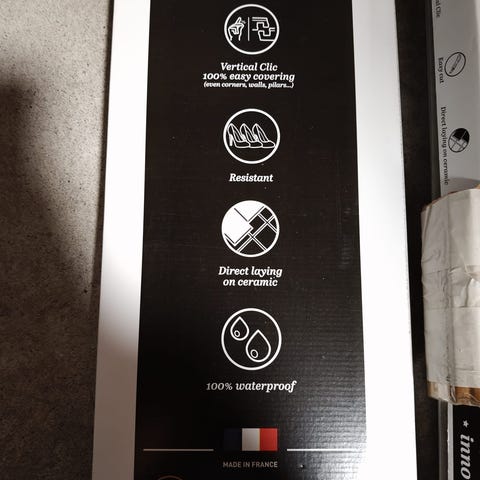 Vertical Clic
100% easy covering
(even corners, walls, pilars...)
Resistant
Direct laying
on ceramic
100% waterproof
MADE IN FRANCE
Easy cut
Direct laying on ceramic